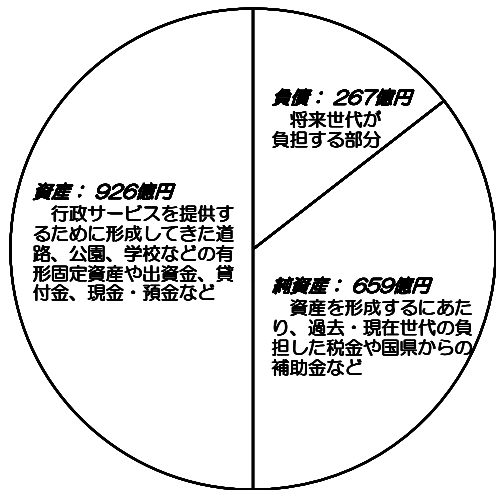 資産： 926億円
行政サービスを提供す
るために形成してきた道
路、公園、学校などの有
形固定資産や出資金、貸
付金、現金・預金など
負債： 267億円
将来世代が
負担する部分
純資産： 659億円
資産を形成するにあた
り、過去・現在世代の負
担した税金や国県からの
補助金など